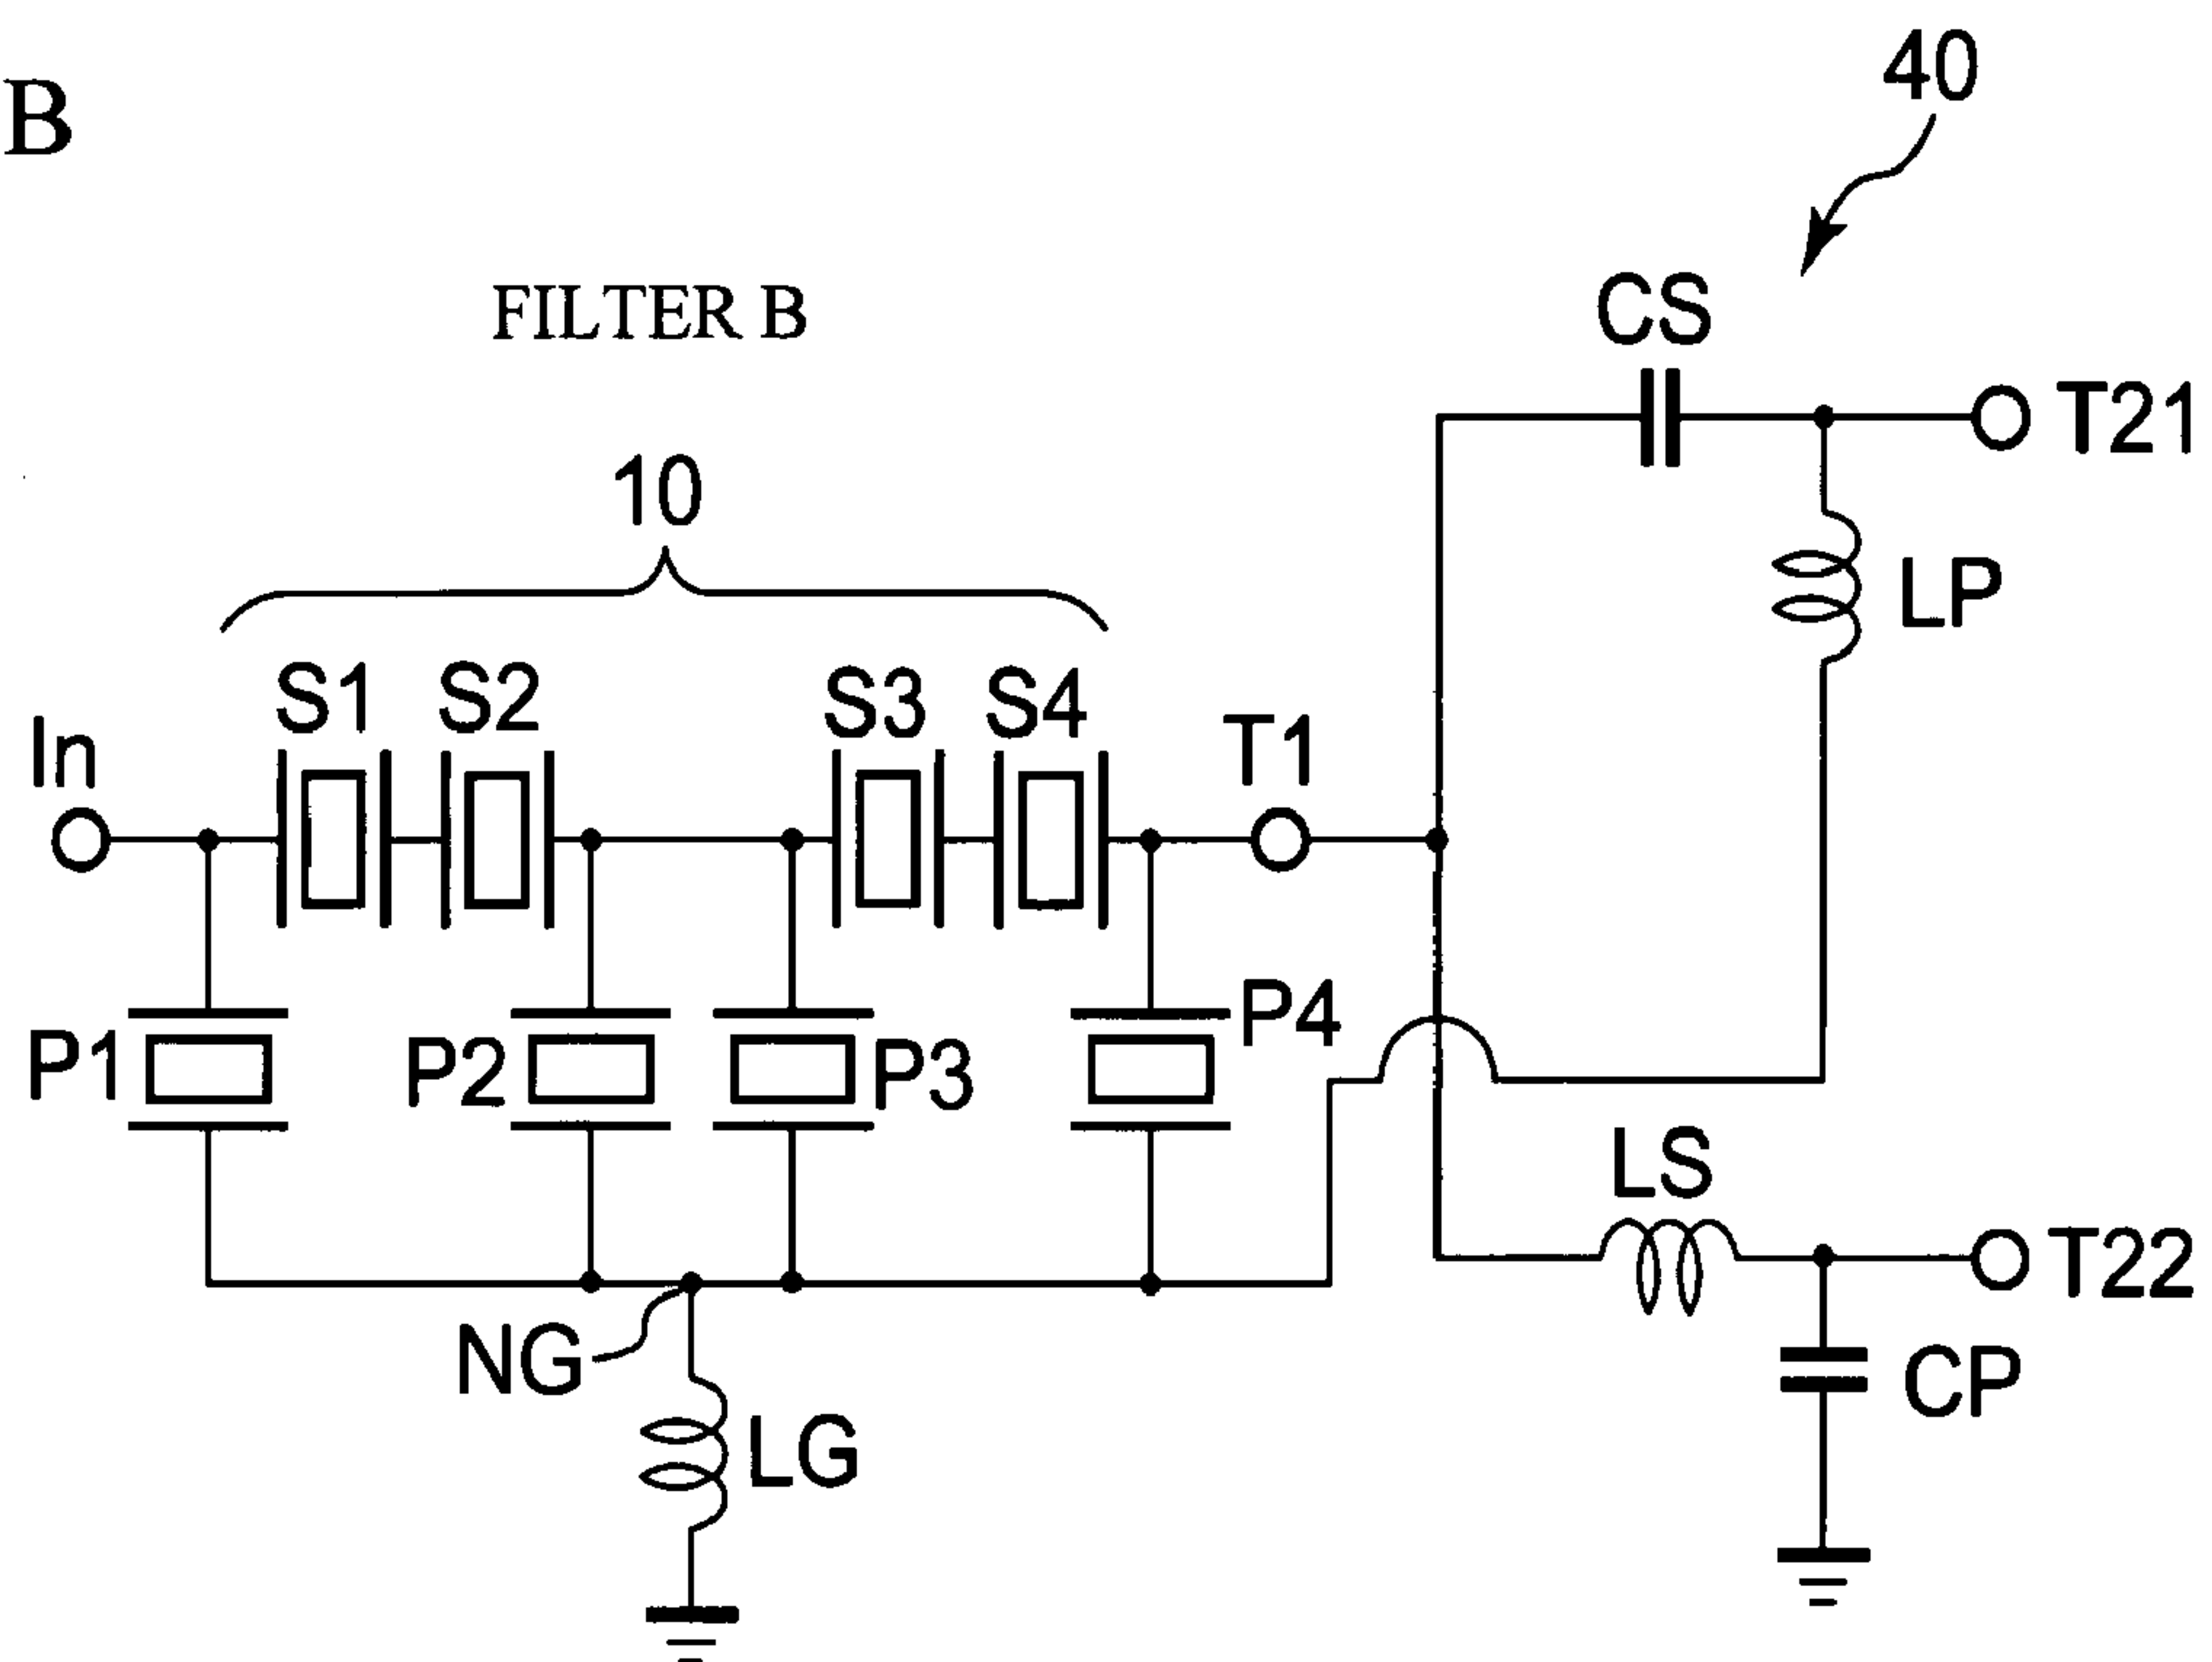 B
40
FILTER B
CS
T21
10
LP
S1
S2
S3
S4
In
T1
P1
P2
P3
P4
LS
T22
NG
CP
LG